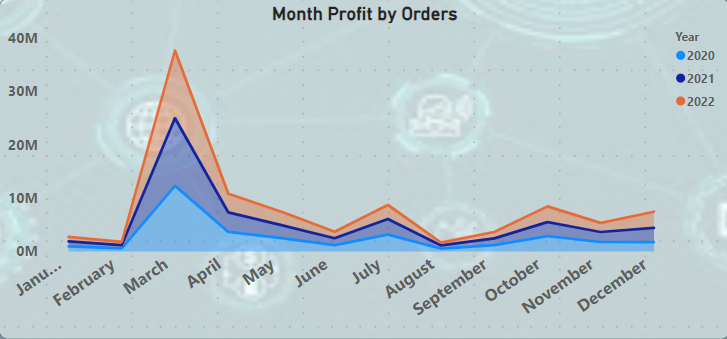 Month Profit by Orders
Year
2020
2021
2022
40M
30M
20M
10M
0M
Janu...
February
March
April
May
June
July
August
September
October
November
December